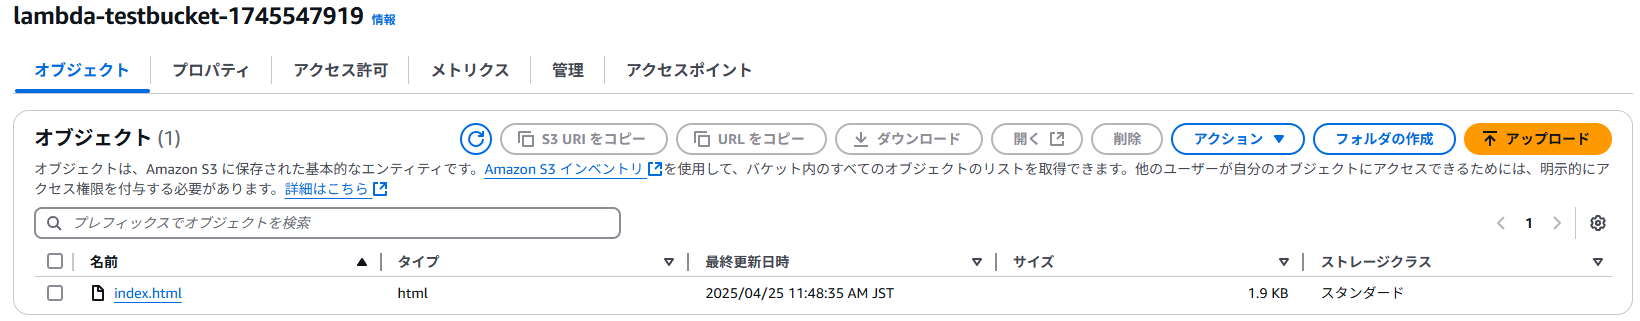 lambda-testbucket-1745547919 情報
オブジェクト プロパティ アクセス許可 メトリクス 管理 アクセスポイント
オブジェクト (1) S3 URI をコピー URL をコピー ダウンロード 開く 削除 アクション フォルダの作成 アップロード
オブジェクトは、Amazon S3 に保存された基本的なエンティティです。Amazon S3 インベントリ を使用して、バケット内のすべてのオブジェクトのリストを取得できます。他のユーザーが自分のオブジェクトにアクセスできるためには、明示的にア
クセス権限を付与する必要があります。詳細はこちら
プレフィックスでオブジェクトを検索 1
名前 タイプ 最終更新日時 サイズ ストレージクラス
index.html html 2025/04/25 11:48:35 AM JST 1.9 KB スタンダード